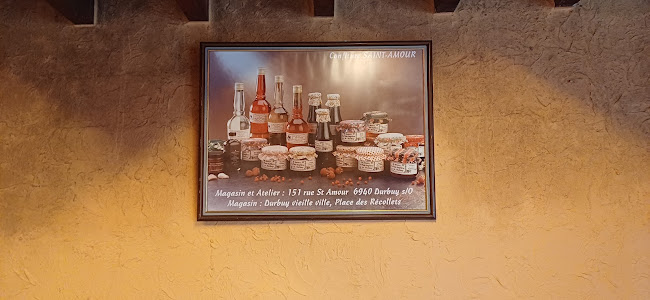 SAINT-AMOUR
Magasin et Atelier : 151 rue St Amour 6940 Durbuy s/O
Magasin : Durbuy vieille ville, Place des Récollets